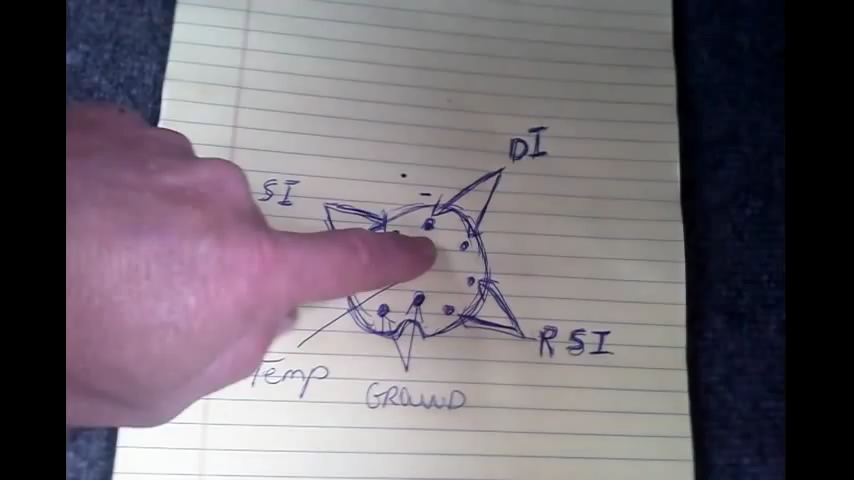 DI
SI
RSI
Temp
GROUND